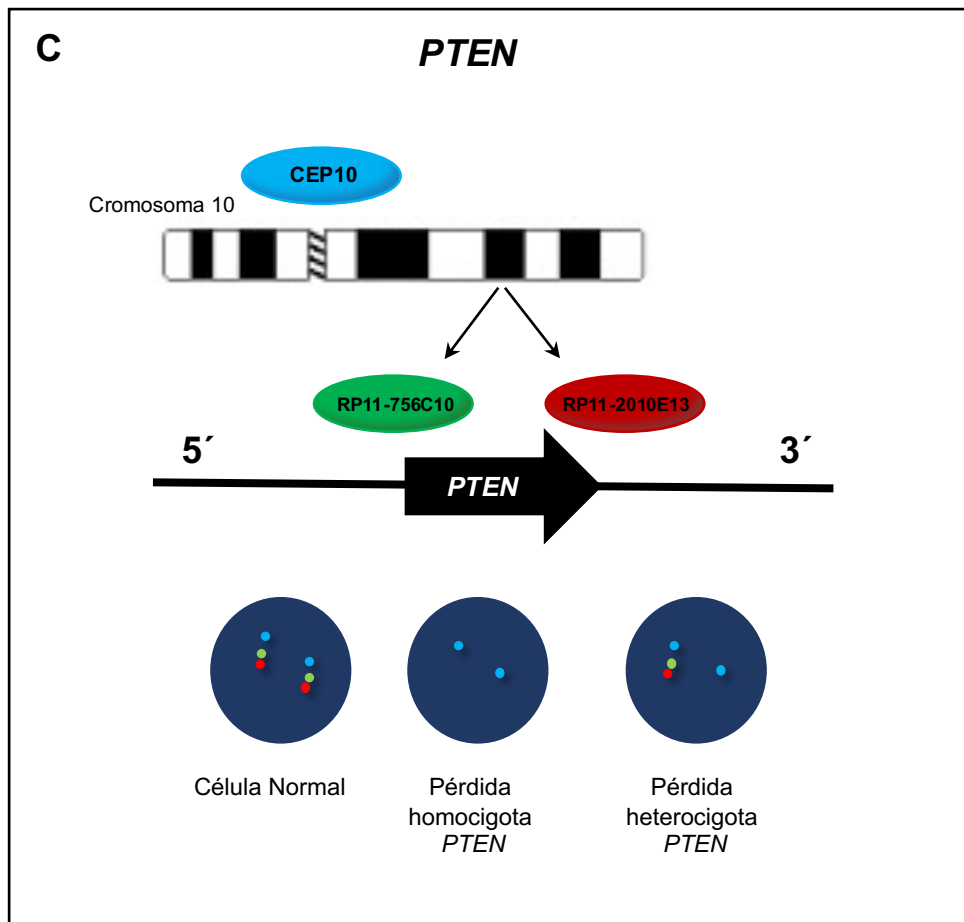 C
PTEN
CEP10
Cromosoma 10
RP11-756C10
RP11-2010E13
5´
3´
PTEN
Célula Normal
Pérdida
homocigota
PTEN
Pérdida
heterocigota
PTEN